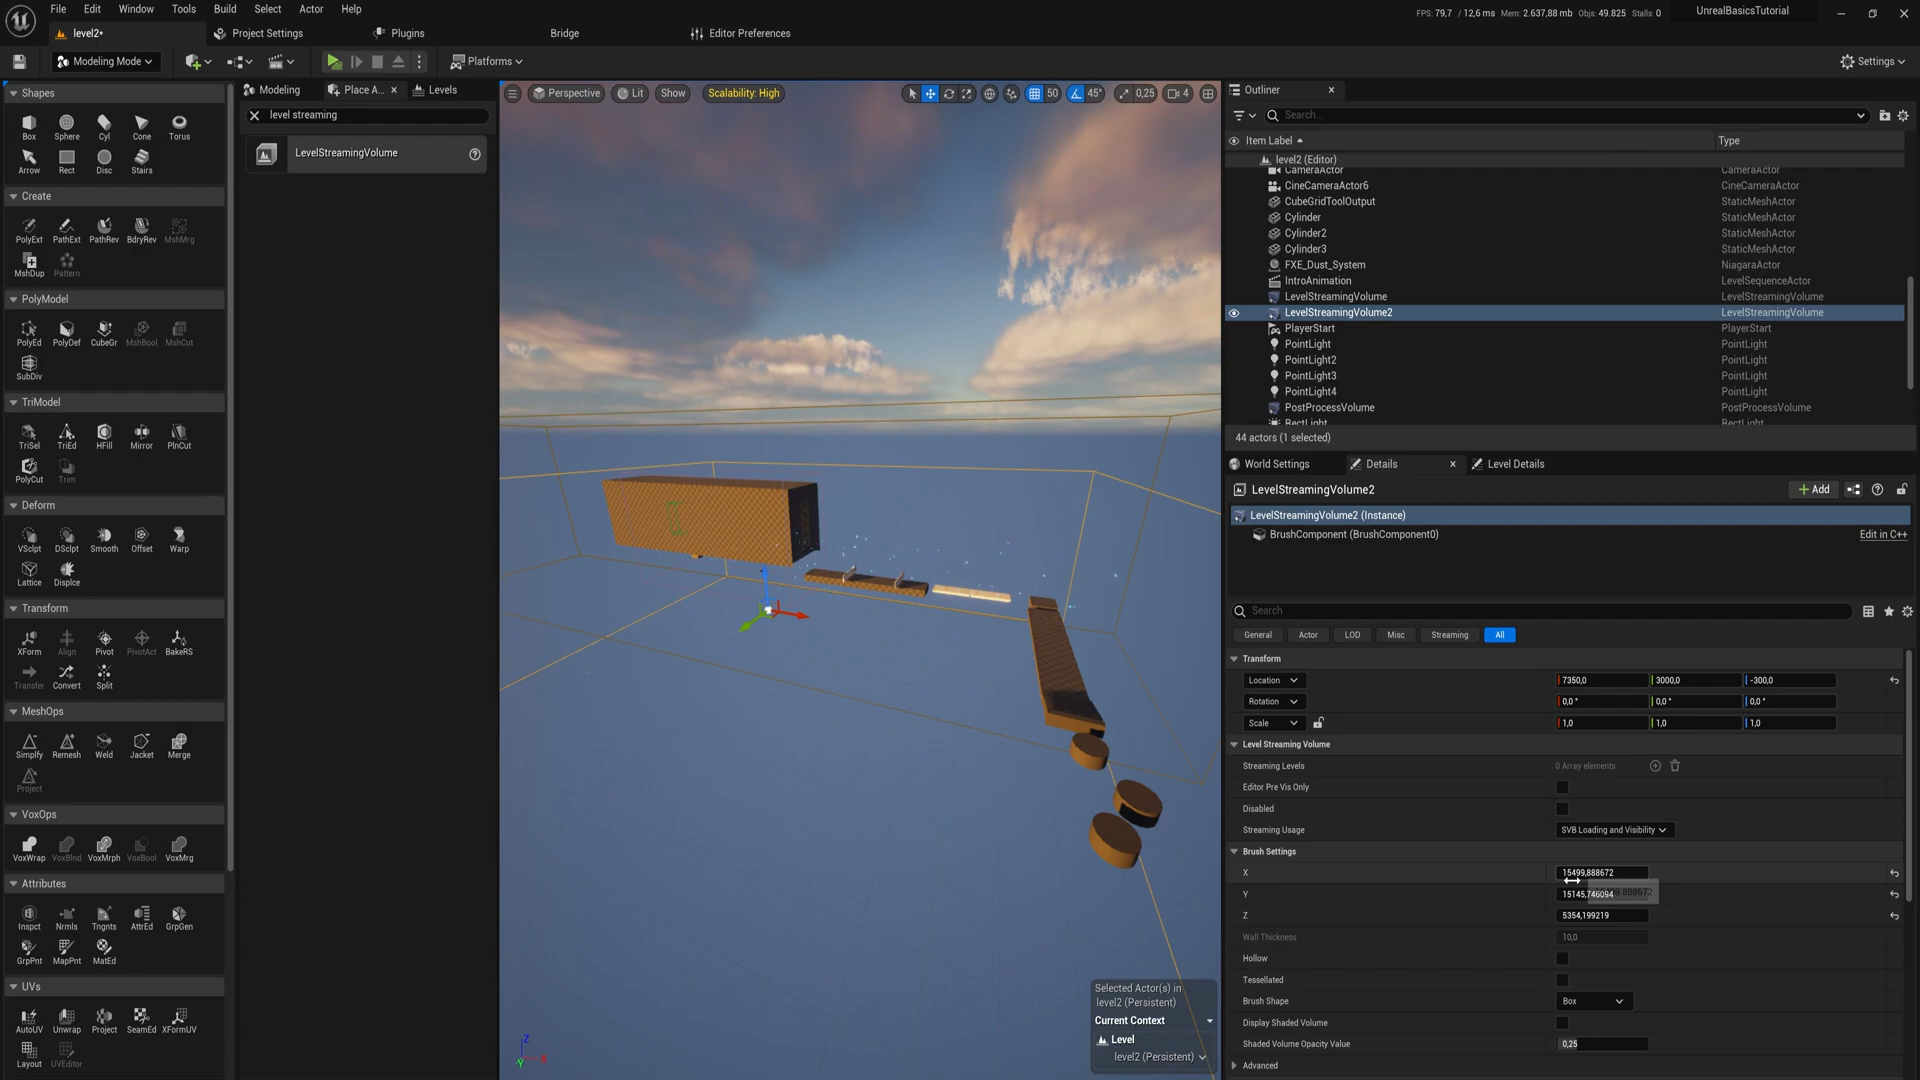 File Edit Window Tools Build Select Actor Help
FPS: 79,7 / 12,6 ms Mem: 2.637,88 mb Objs: 49.825 Stalls: 0 UnrealBasicsTutorial
level2• Project Settings Plugins Bridge Editor Preferences
Modeling Mode Platforms Settings
Shapes
Box Sphere Cyl Cone Torus
Arrow Rect Disc Stairs
Create
PolyExt PathExt PathRev BdryRev MshMrg
MshDup Pattern
PolyModel
PolyEd PolyDef CubeGr MshBool MshCut
SubDiv
TriModel
TriSel TriEd HFill Mirror PlnCut
PolyCut Trim
Deform
VSclpt DSclpt Smooth Offset Warp
Lattice Displce
Transform
XForm Align Pivot PivotAct BakeRS
Transfer Convert Split
MeshOps
Simplfy Remesh Weld Jacket Merge
Project
VoxOps
VoxWrap VoxBlnd VoxMrph VoxBool VoxMrg
Attributes
Inspct Nrmls Tngnts AttrEd GrpGen
GrpPnt MapPnt MatEd
UVs
AutoUV Unwrap Project SeamEd XFormUV
Layout UVEditor
Modeling Place A... Levels
level streaming
LevelStreamingVolume
Perspective Lit Show Scalability: High 50 45° 0,25 4
Selected Actor(s) in
level2 (Persistent)
Current Context
Level
level2 (Persistent)
Z
X
Y
Outliner
Search...
Item Label Type
level2 (Editor)
CameraActor CameraActor
CineCameraActor6 CineCameraActor
CubeGridToolOutput StaticMeshActor
Cylinder StaticMeshActor
Cylinder2 StaticMeshActor
Cylinder3 StaticMeshActor
FXE_Dust_System NiagaraActor
IntroAnimation LevelSequenceActor
LevelStreamingVolume LevelStreamingVolume
LevelStreamingVolume2 LevelStreamingVolume
PlayerStart PlayerStart
PointLight PointLight
PointLight2 PointLight
PointLight3 PointLight
PointLight4 PointLight
PostProcessVolume PostProcessVolume
RectLight RectLight
44 actors (1 selected)
World Settings Details Level Details
LevelStreamingVolume2 Add
LevelStreamingVolume2 (Instance)
BrushComponent (BrushComponent0) Edit in C++
Search
General Actor LOD Misc Streaming All
Transform
Location 7350,0 3000,0 -300,0
Rotation 0,0 ° 0,0 ° 0,0 °
Scale 1,0 1,0 1,0
Level Streaming Volume
Streaming Levels 0 Array elements
Editor Pre Vis Only
Disabled
Streaming Usage SVB Loading and Visibility
Brush Settings
X 15499,888672
Y 15145,746094
Z 5354,199219
Wall Thickness 10,0
Hollow
Tessellated
Brush Shape Box
Display Shaded Volume
Shaded Volume Opacity Value 0,25
Advanced